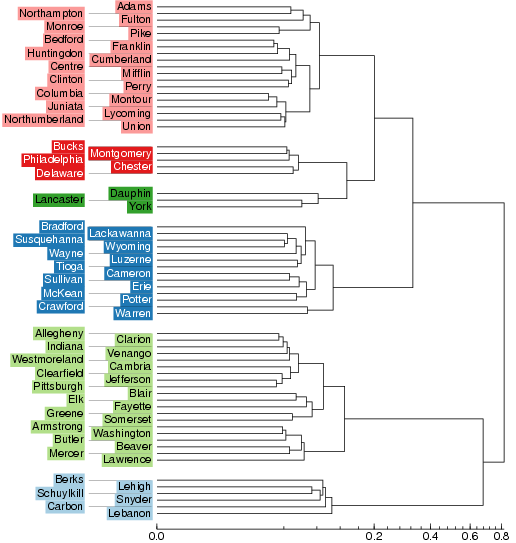 Adams
Northampton
Fulton
Monroe
Pike
Bedford
Franklin
Huntingdon
Cumberland
Centre
Mifflin
Clinton
Perry
Columbia
Montour
Juniata
Lycoming
Northumberland
Union
Bucks
Montgomery
Philadelphia
Chester
Delaware
Dauphin
Lancaster
York
Bradford
Lackawanna
Susquehanna
Wyoming
Wayne
Luzerne
Tioga
Cameron
Sullivan
Erie
McKean
Potter
Crawford
Warren
Allegheny
Clarion
Indiana
Venango
Westmoreland
Cambria
Clearfield
Jefferson
Pittsburgh
Blair
Elk
Fayette
Greene
Somerset
Armstrong
Washington
Butler
Beaver
Mercer
Lawrence
Berks
Lehigh
Schuylkill
Snyder
Carbon
Lebanon
0.0 0.2 0.4 0.6 0.8